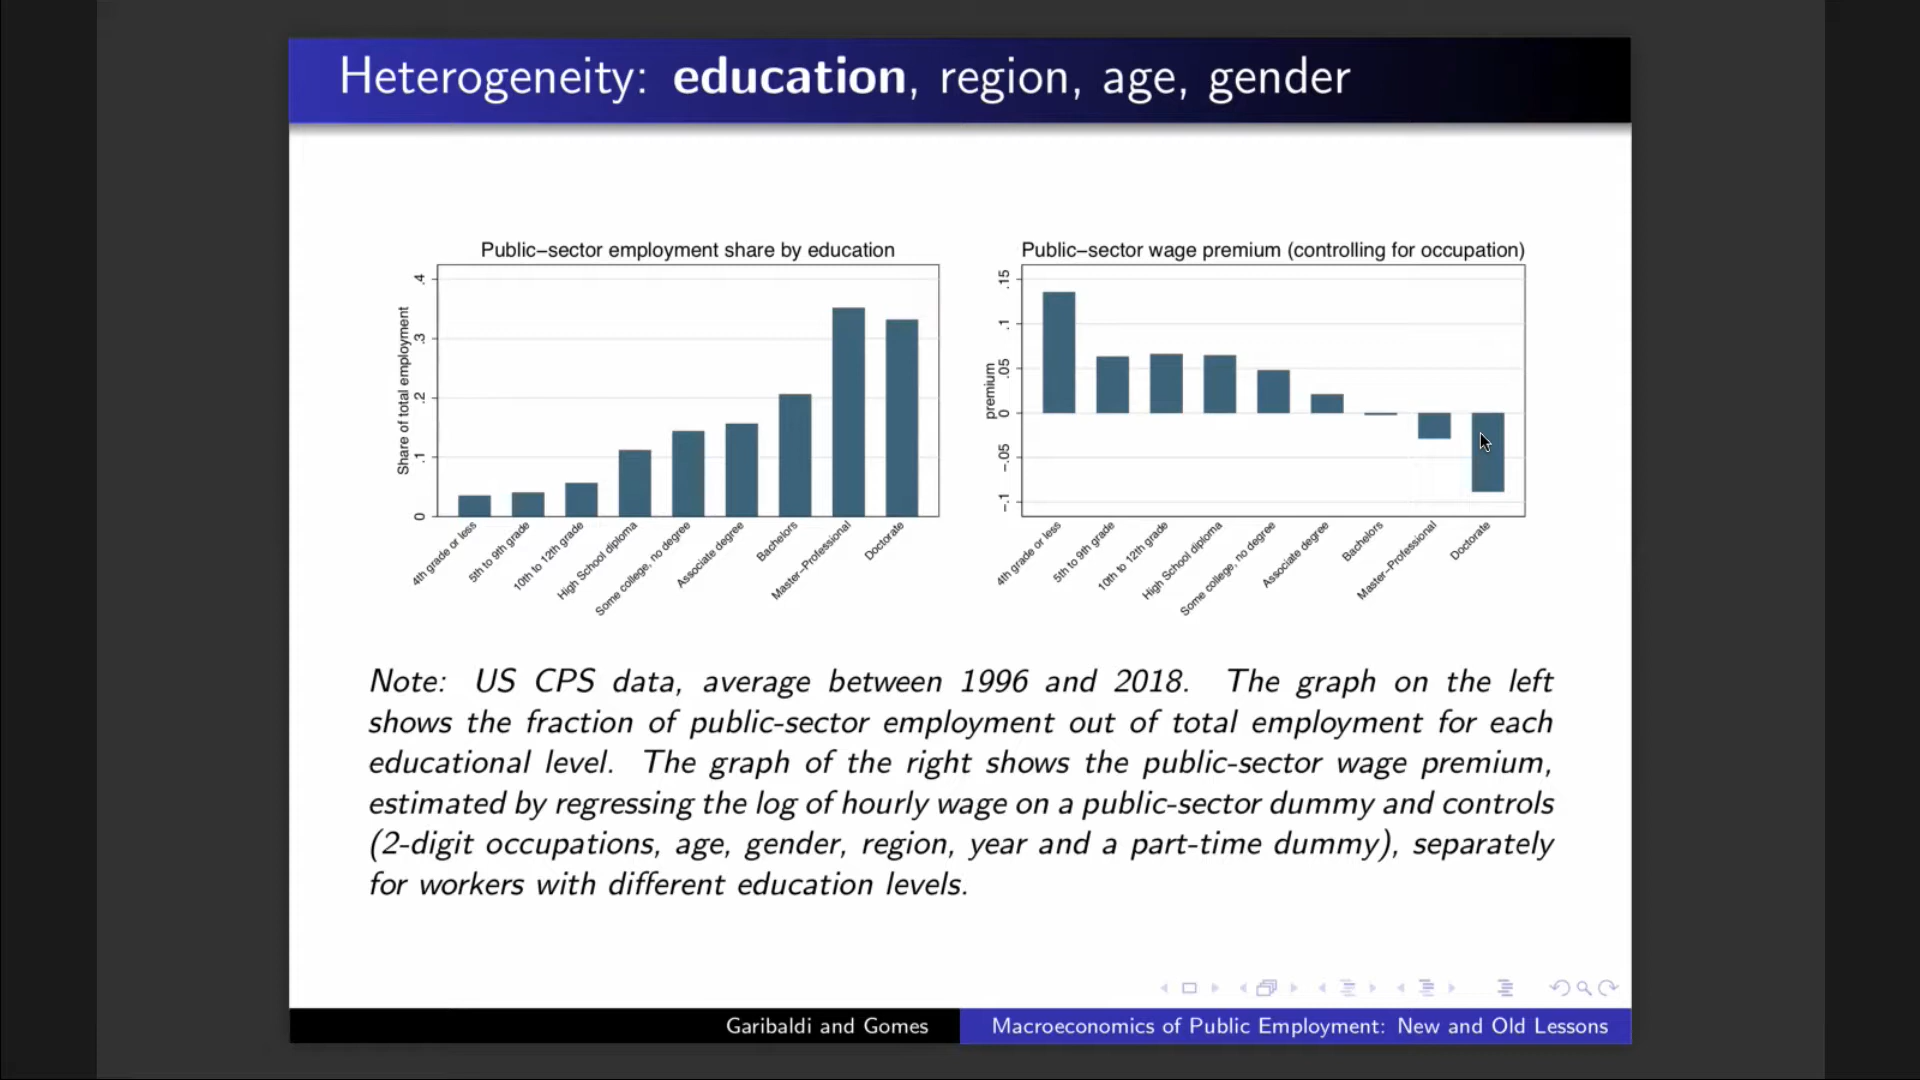 Heterogeneity: education, region, age, gender
Public−sector employment share by education
Share of total employment
.4
.3
.2
.1
0
4th grade or less
5th to 9th grade
10th to 12th grade
High School diploma
Some college, no degree
Associate degree
Bachelors
Master−Professional
Doctorate
Public−sector wage premium (controlling for occupation)
premium
.15
.1
.05
0
−.05
−.1
4th grade or less
5th to 9th grade
10th to 12th grade
High School diploma
Some college, no degree
Associate degree
Bachelors
Master−Professional
Doctorate
Note: US CPS data, average between 1996 and 2018. The graph on the left
shows the fraction of public-sector employment out of total employment for each
educational level. The graph of the right shows the public-sector wage premium,
estimated by regressing the log of hourly wage on a public-sector dummy and controls
(2-digit occupations, age, gender, region, year and a part-time dummy), separately
for workers with different education levels.
Garibaldi and Gomes
Macroeconomics of Public Employment: New and Old Lessons